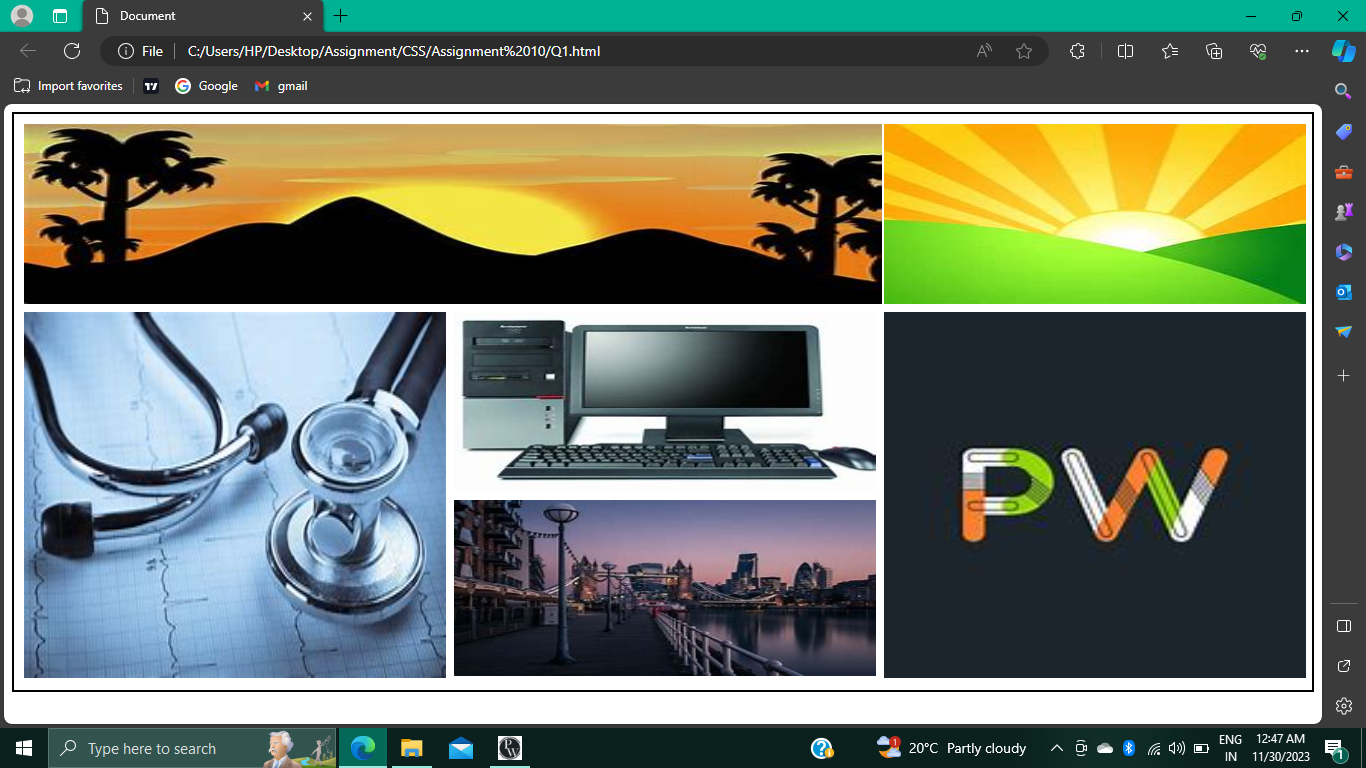 Document
File
C:/Users/HP/Desktop/Assignment/CSS/Assignment%2010/Q1.html
Import favorites
Google
gmail
PW
Type here to search
20°C Partly cloudy
1
ENG
IN
12:47 AM
11/30/2023
1